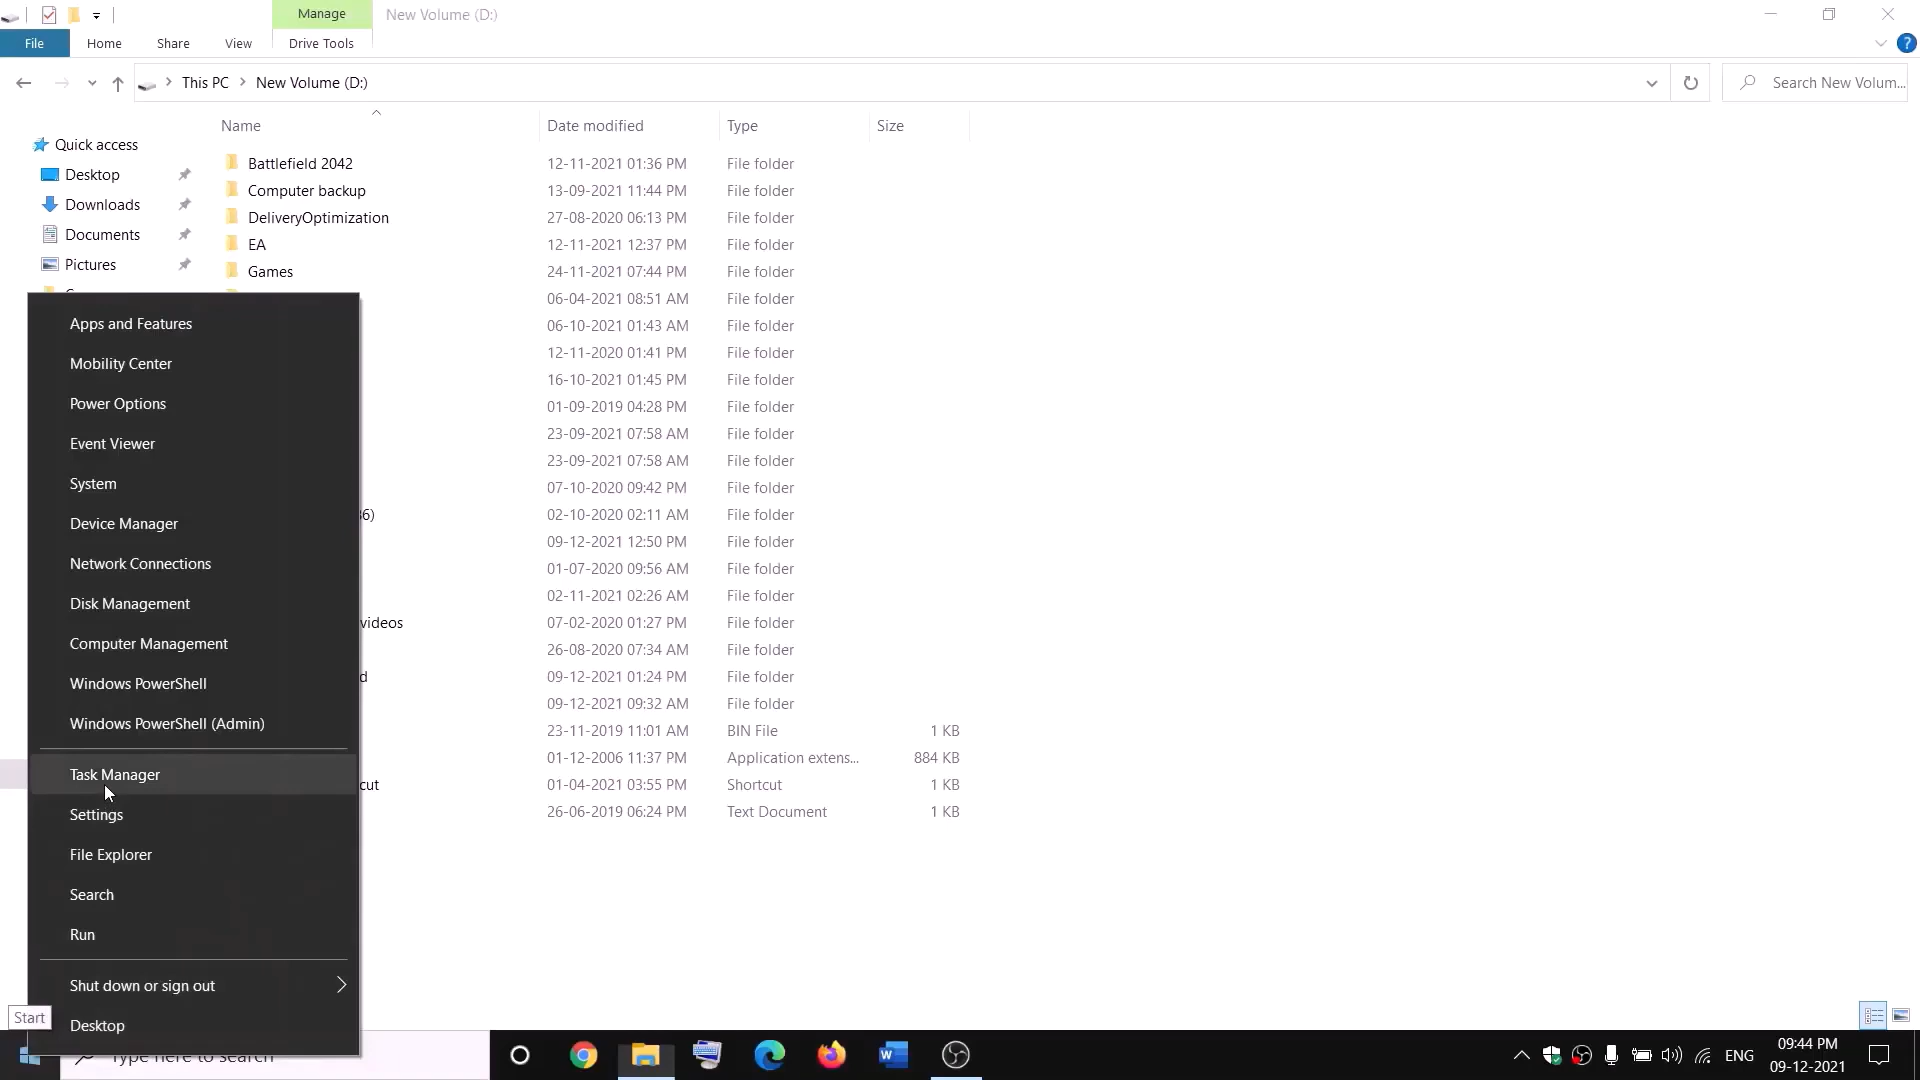 Manage
New Volume (D:)
File
Home
Share
View
Drive Tools
This PC
New Volume (D:)
Search New Volum...
Name
Date modified
Type
Size
Quick access
Desktop
Downloads
Documents
Pictures
Battlefield 2042 12-11-2021 01:36 PM File folder
Computer backup 13-09-2021 11:44 PM File folder
DeliveryOptimization 27-08-2020 06:13 PM File folder
EA 12-11-2021 12:37 PM File folder
Games 24-11-2021 07:44 PM File folder
06-04-2021 08:51 AM File folder
06-10-2021 01:43 AM File folder
12-11-2020 01:41 PM File folder
16-10-2021 01:45 PM File folder
01-09-2019 04:28 PM File folder
23-09-2021 07:58 AM File folder
23-09-2021 07:58 AM File folder
07-10-2020 09:42 PM File folder
36) 02-10-2020 02:11 AM File folder
09-12-2021 12:50 PM File folder
01-07-2020 09:56 AM File folder
02-11-2021 02:26 AM File folder
videos 07-02-2020 01:27 PM File folder
26-08-2020 07:34 AM File folder
d 09-12-2021 01:24 PM File folder
09-12-2021 09:32 AM File folder
23-11-2019 11:01 AM BIN File 1 KB
01-12-2006 11:37 PM Application extens... 884 KB
cut 01-04-2021 03:55 PM Shortcut 1 KB
26-06-2019 06:24 PM Text Document 1 KB
Apps and Features
Mobility Center
Power Options
Event Viewer
System
Device Manager
Network Connections
Disk Management
Computer Management
Windows PowerShell
Windows PowerShell (Admin)
Task Manager
Settings
File Explorer
Search
Run
Shut down or sign out
Desktop
Start
Type here to search
ENG
09:44 PM
09-12-2021